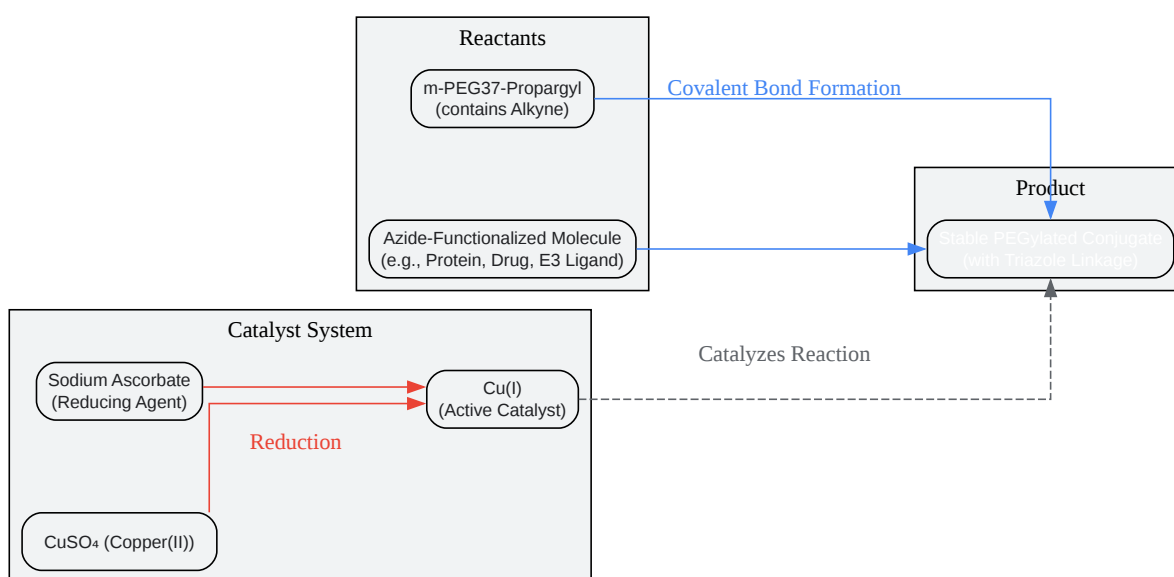 Reactants
m-PEG37-Propargyl
(contains Alkyne)
Covalent Bond Formation
Product
Azide-Functionalized Molecule
(e.g., Protein, Drug, E3 Ligand)
Stable PEGylated Conjugate
(with Triazole Linkage)
Catalyst System
Sodium Ascorbate
(Reducing Agent)
Cu(I)
(Active Catalyst)
Catalyzes Reaction
Reduction
CuSO₄ (Copper(II))